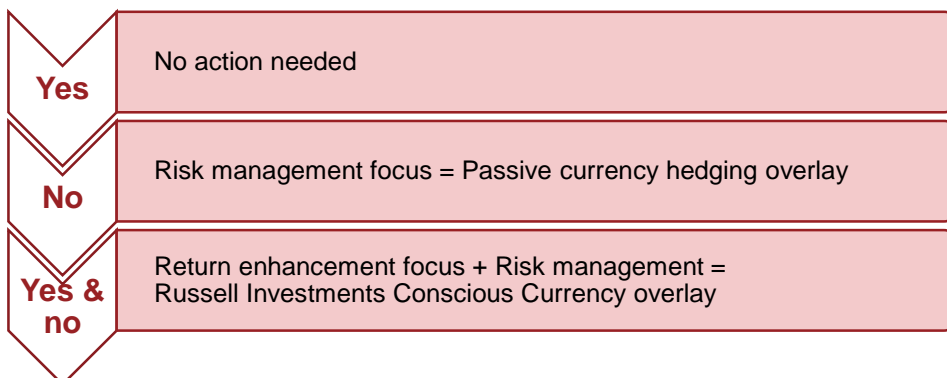 Yes
No action needed
No
Risk management focus = Passive currency hedging overlay
Yes &
no
Return enhancement focus + Risk management =
Russell Investments Conscious Currency overlay